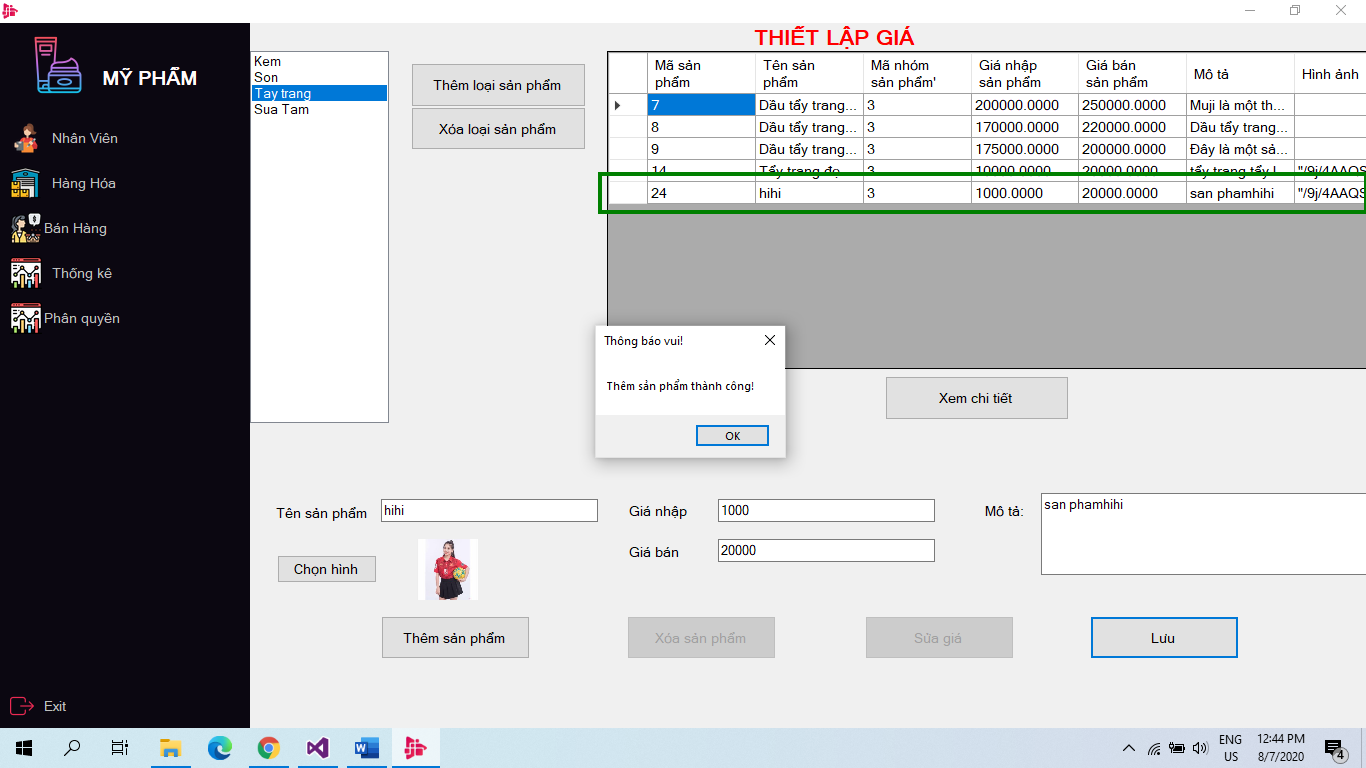 THIẾT LẬP GIÁ
MỸ PHẨM
Nhân Viên
Hàng Hóa
Bán Hàng
Thống kê
Phân quyền
Exit
Kem
Son
Tay trang
Sua Tam
Thêm loại sản phẩm
Xóa loại sản phẩm
Mã sản phẩm Tên sản phẩm Mã nhóm sản phẩm' Giá nhập sản phẩm Giá bán sản phẩm Mô tả Hình ảnh
7 Dầu tẩy trang... 3 200000.0000 250000.0000 Muji là một th...
8 Dầu tẩy trang... 3 170000.0000 220000.0000 Dầu tẩy trang...
9 Dầu tẩy trang... 3 175000.0000 200000.0000 Đây là một sả...
14 Tẩy trang đọ... 3 10000.0000 20000.0000 tẩy trang tẩy l... "/9j/4AAQS
24 hihi 3 1000.0000 20000.0000 san phamhihi "/9j/4AAQS
Thông báo vui!
Thêm sản phẩm thành công!
OK
Xem chi tiết
Tên sản phẩm hihi
Giá nhập 1000
Mô tả: san phamhihi
Giá bán 20000
Chọn hình
Thêm sản phẩm
Xóa sản phẩm
Sửa giá
Lưu
ENG
US
12:44 PM
8/7/2020
4